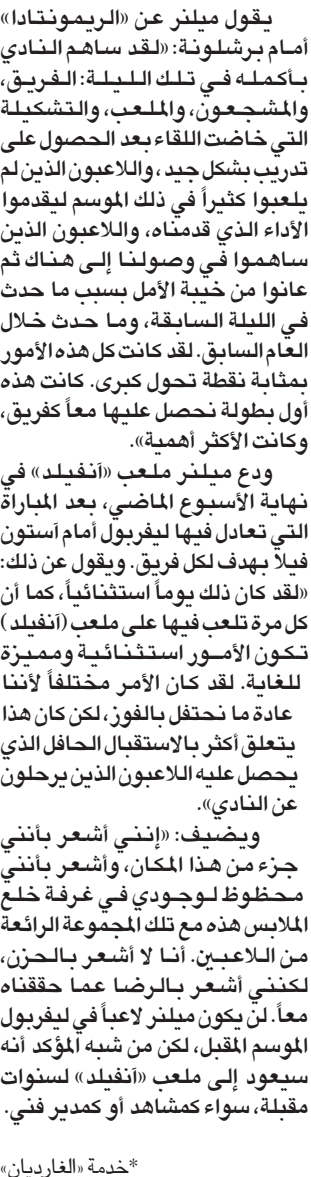 يقول ميلنر عن «الريمونتادا»
أمام برشلونة: «لقد ساهم النادي
بأكمله في تلك الليلة: الفريق،
والمشجعون، والملعب، والتشكيلة
التي خاضت اللقاء بعد الحصول على
تدريب بشكل جيد، واللاعبون الذين لم
يلعبوا كثيراً في ذلك الموسم ليقدموا
الأداء الذي قدمناه، واللاعبون الذين
ساهموا في وصولنا إلى هناك ثم
عانوا من خيبة الأمل بسبب ما حدث
في الليلة السابقة، وما حدث خلال
العام السابق. لقد كانت كل هذه الأمور
بمثابة نقطة تحول كبرى. كانت هذه
أول بطولة نحصل عليها معاً كفريق،
وكانت الأكثر أهمية».
ودع ميلنر ملعب «آنفيلد» في
نهاية الأسبوع الماضي، بعد المباراة
التي تعادل فيها ليفربول أمام آستون
فيلا بهدف لكل فريق. ويقول عن ذلك:
«لقد كان ذلك يوماً استثنائياً، كما أن
كل مرة تلعب فيها على ملعب (آنفيلد)
تكون الأمور استثنائية ومميزة
للغاية. لقد كان الأمر مختلفاً لأننا
عادة ما نحتفل بالفوز، لكن كان هذا
يتعلق أكثر بالاستقبال الحافل الذي
يحصل عليه اللاعبون الذين يرحلون
عن النادي».
ويضيف: «إنني أشعر بأنني
جزء من هذا المكان، وأشعر بأنني
محظوظ لوجودي في غرفة خلع
الملابس هذه مع تلك المجموعة الرائعة
من اللاعبين. أنا لا أشعر بالحزن،
لكنني أشعر بالرضا عما حققناه
معاً. لن يكون ميلنر لاعباً في ليفربول
الموسم المقبل، لكن من شبه المؤكد أنه
سيعود إلى ملعب «آنفيلد» لسنوات
مقبلة، سواء كمشاهد أو كمدير فني.
*خدمة «الغارديان»